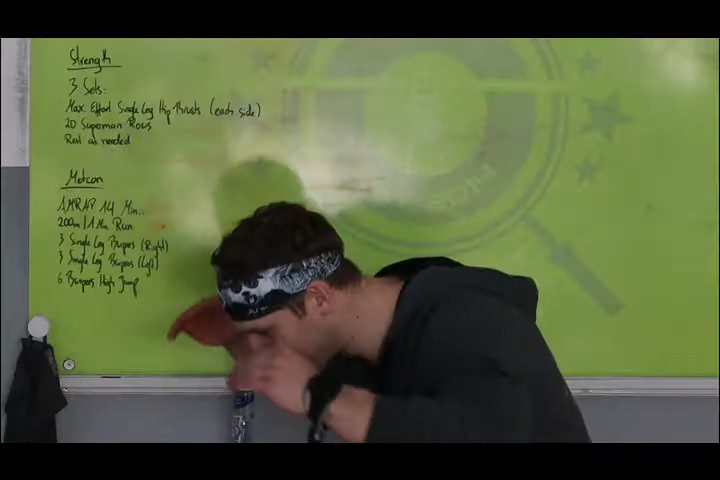 Strength
3 Sets:
Max Effort Single Leg Hip Thrusts (each side)
20 Superman Rows
Rest as needed
Metcon
AMRAP 14 Min.:
200m/1 Min Run
3 Single Leg Burpees (Right)
3 Single Leg Burpees (Left)
6 Burpees High Jump